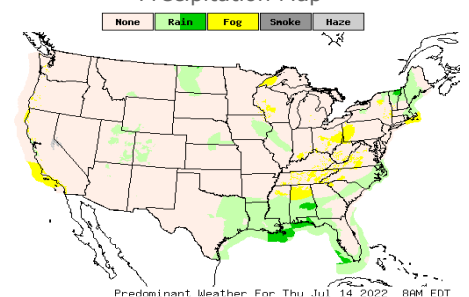 Precipitation Map
None Rain Fog Smoke Haze
Predominant Weather For Thu Jul 14 2022 8AM EDT